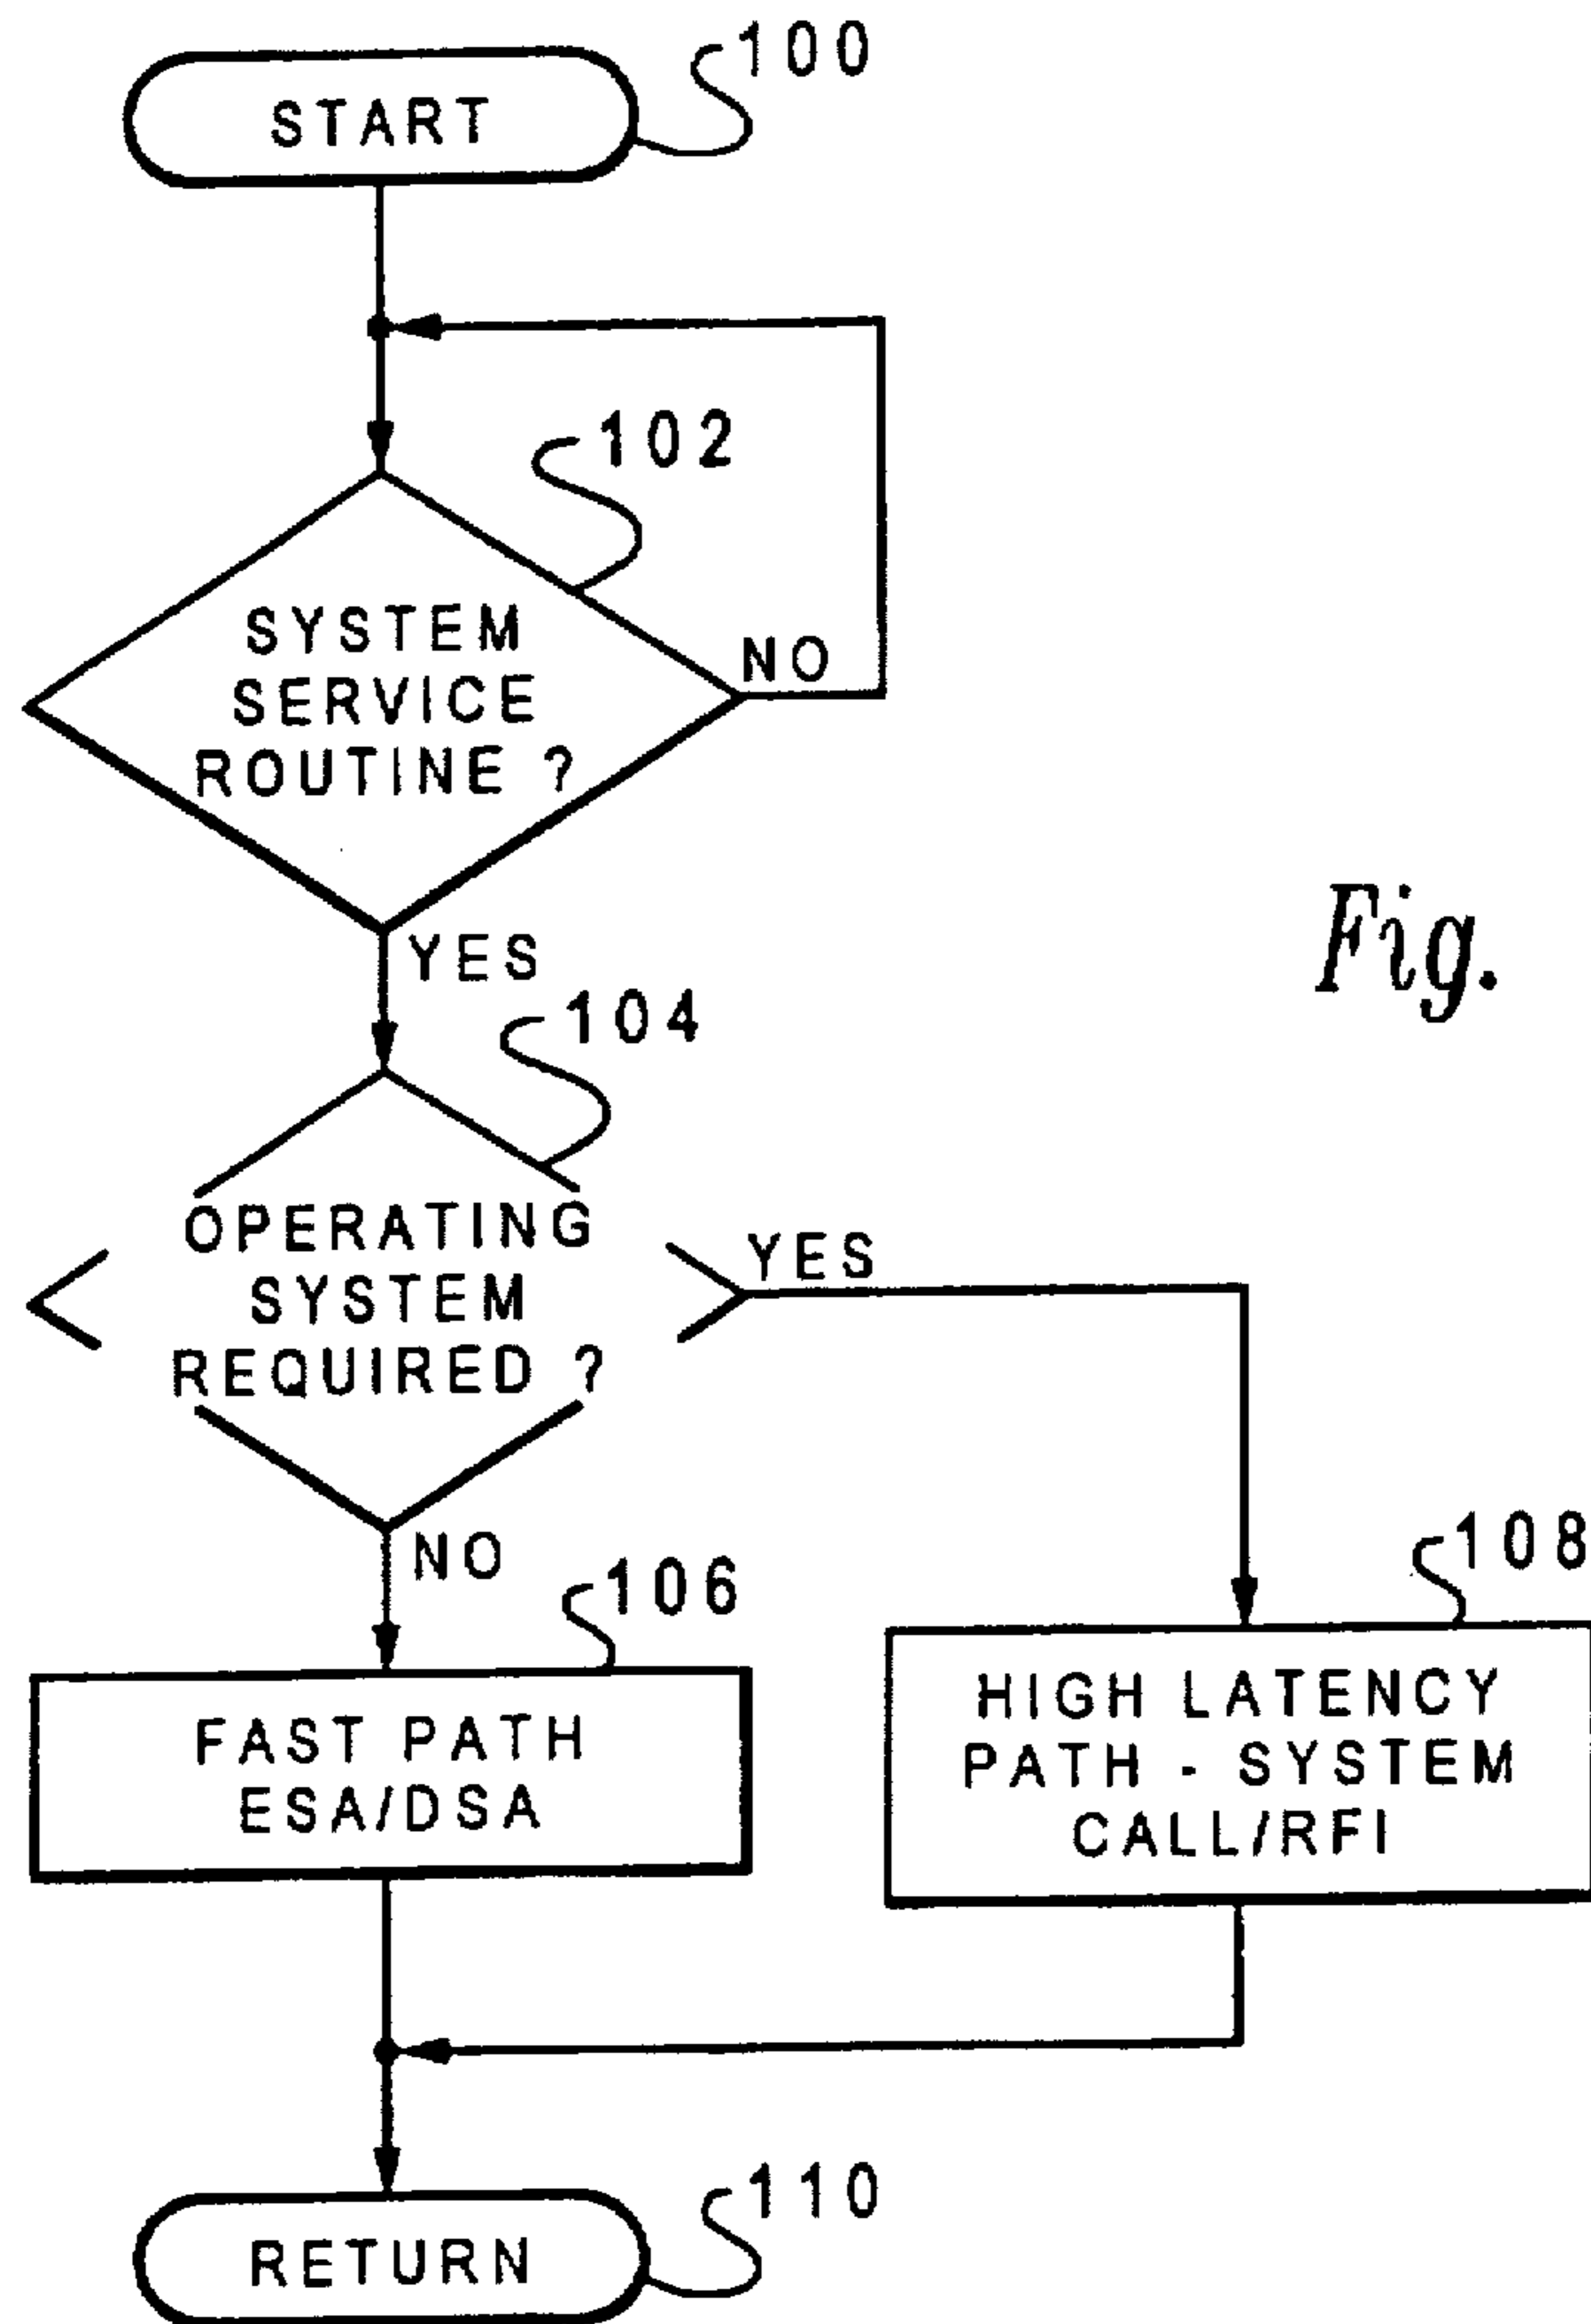 100
START
102
SYSTEM
SERVICE
ROUTINE ?
NO
YES
Fig.
104
OPERATING
SYSTEM
REQUIRED ?
YES
NO
106
108
FAST PATH
ESA/DSA
HIGH LATENCY
PATH - SYSTEM
CALL/RFI
110
RETURN